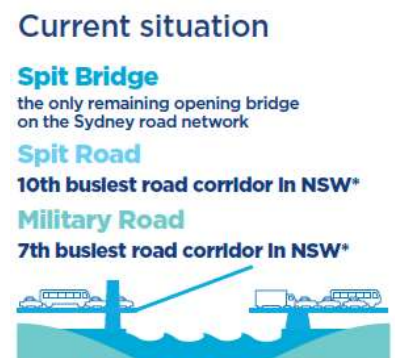 Current situation
Spit Bridge
the only remaining opening bridge
on the Sydney road network
Spit Road
10th busiest road corridor in NSW*
Military Road
7th busiest road corridor in NSW*